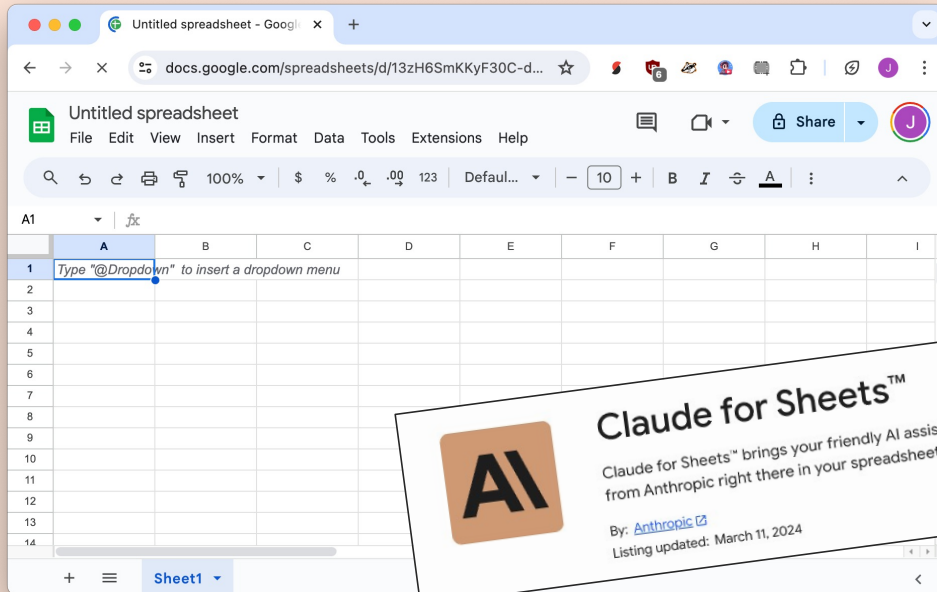 Untitled spreadsheet - Googl
docs.google.com/spreadsheets/d/13zH6SmKKyF30C-d...
6
J
Untitled spreadsheet
File Edit View Insert Format Data Tools Extensions Help
Share
J
100% $ % .0 .00 123 Defaul... − 10 + B I S A
A1 fx
A B C D E F G H I
1 Type "@Dropdown" to insert a dropdown menu
2
3
4
5
6
7
8
9
10
11
12
13
14
Claude for Sheets™
Claude for Sheets™ brings your friendly AI assis
from Anthropic right there in your spreadsheet
By: Anthropic
Listing updated: March 11, 2024
AI
Sheet1